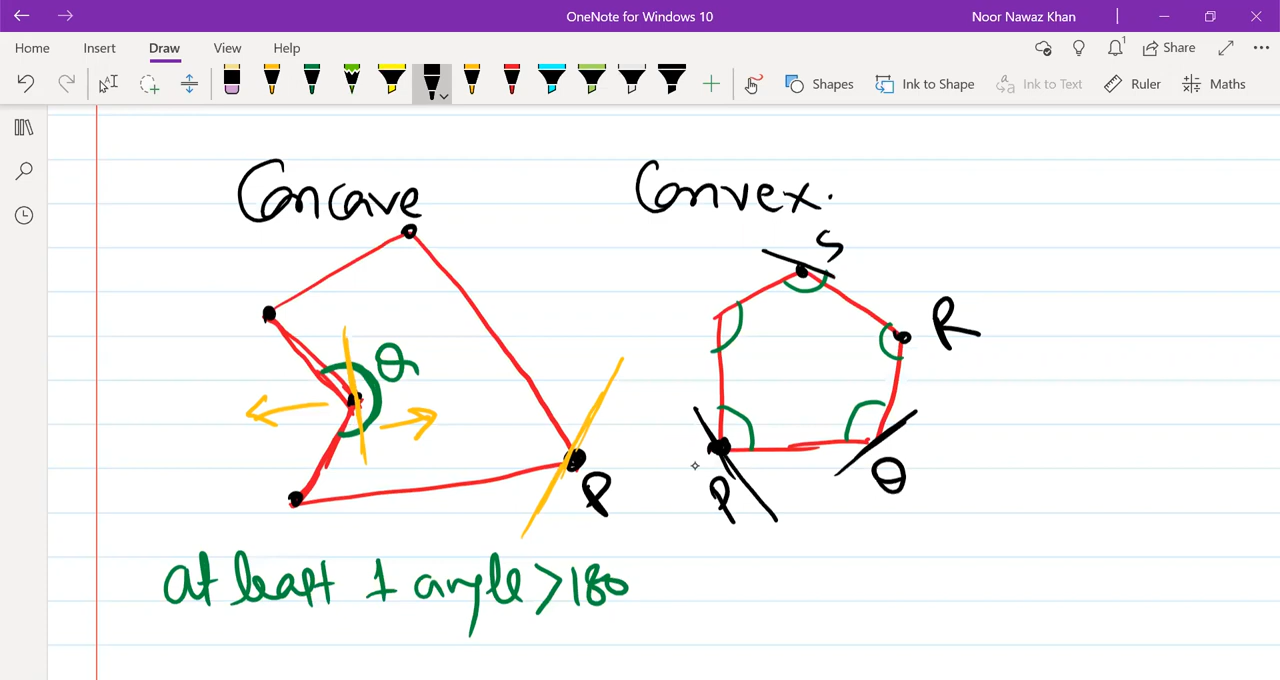 OneNote for Windows 10
Noor Nawaz Khan
Home Insert Draw View Help
1
Share
Shapes
Ink to Shape
Ink to Text
Ruler
Maths
Concave
Convex.
S
R
θ
P
P
Q
at least 1 angle >180